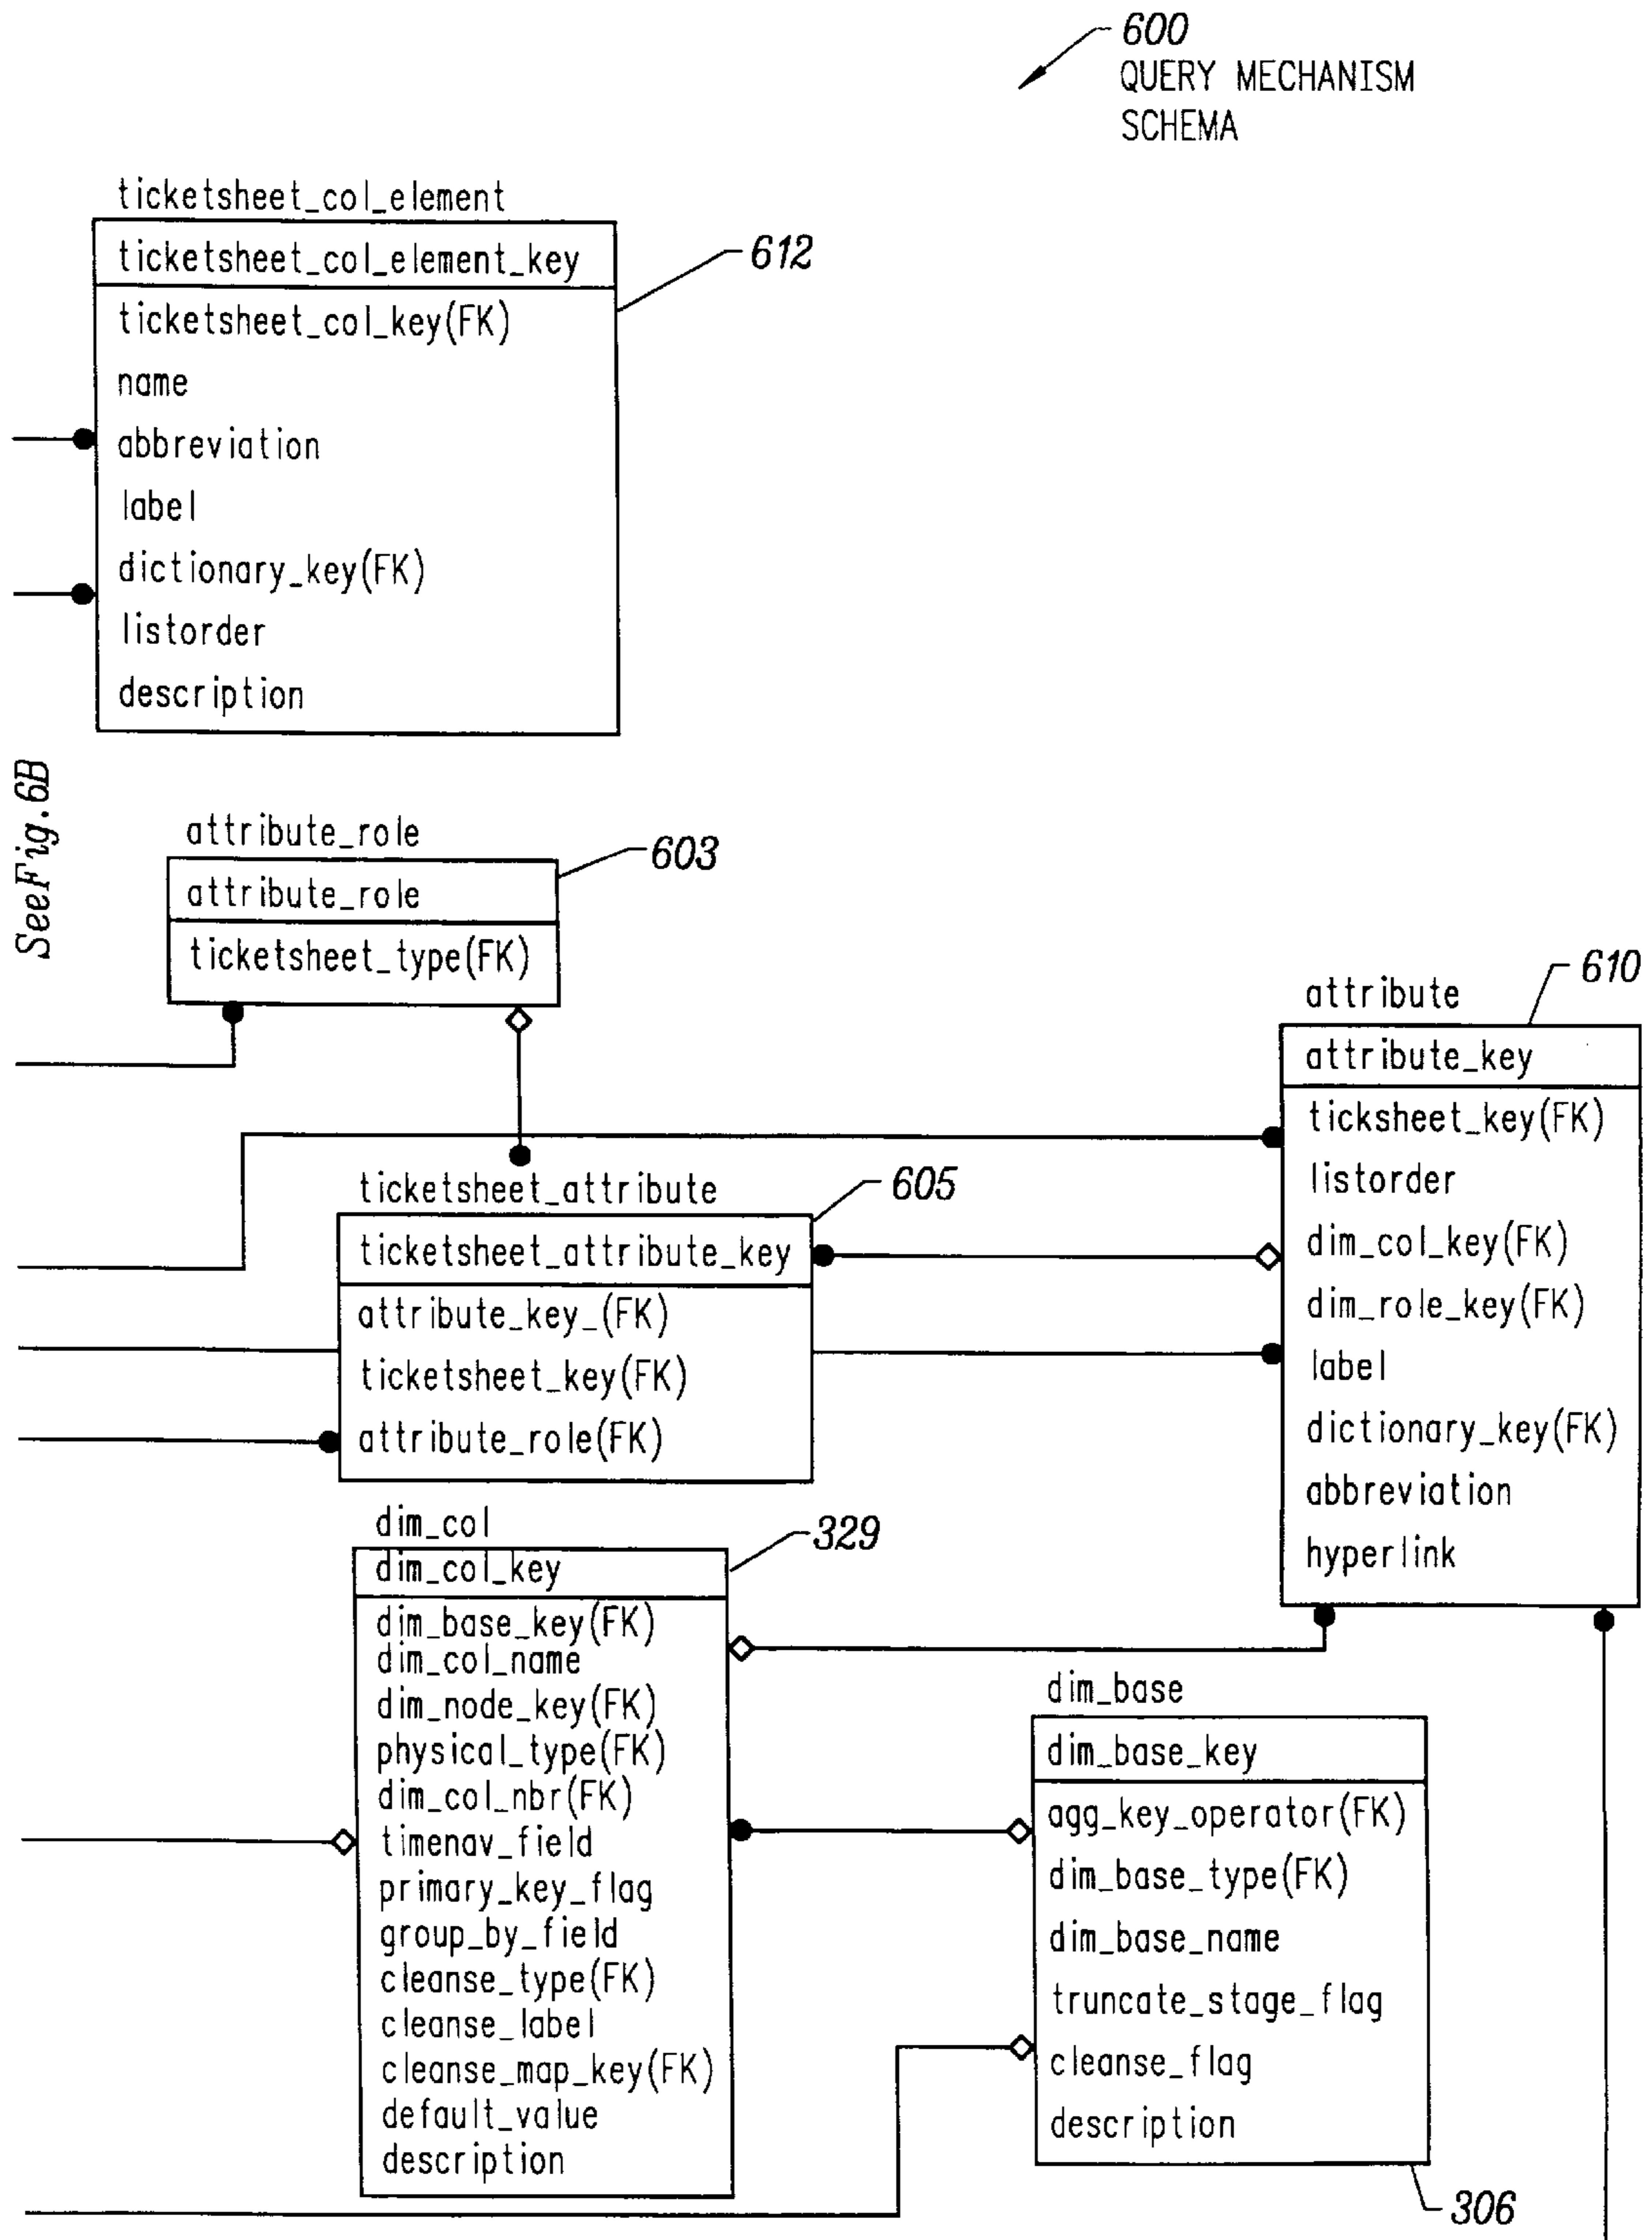 600
QUERY MECHANISM
SCHEMA
ticketsheet_col_element
ticketsheet_col_element_key
612
ticketsheet_col_key(FK)
name
abbreviation
label
dictionary_key(FK)
listorder
description
SeeFig.6B
attribute_role
603
attribute_role
ticketsheet_type(FK)
attribute
610
attribute_key
ticksheet_key(FK)
listorder
dim_col_key(FK)
dim_role_key(FK)
label
dictionary_key(FK)
abbreviation
hyperlink
ticketsheet_attribute
605
ticketsheet_attribute_key
attribute_key_(FK)
ticketsheet_key(FK)
attribute_role(FK)
dim_col
329
dim_col_key
dim_base_key(FK)
dim_col_name
dim_node_key(FK)
physical_type(FK)
dim_col_nbr(FK)
timenav_field
primary_key_flag
group_by_field
cleanse_type(FK)
cleanse_label
cleanse_map_key(FK)
default_value
description
dim_base
dim_base_key
agg_key_operator(FK)
dim_base_type(FK)
dim_base_name
truncate_stage_flag
cleanse_flag
description
306